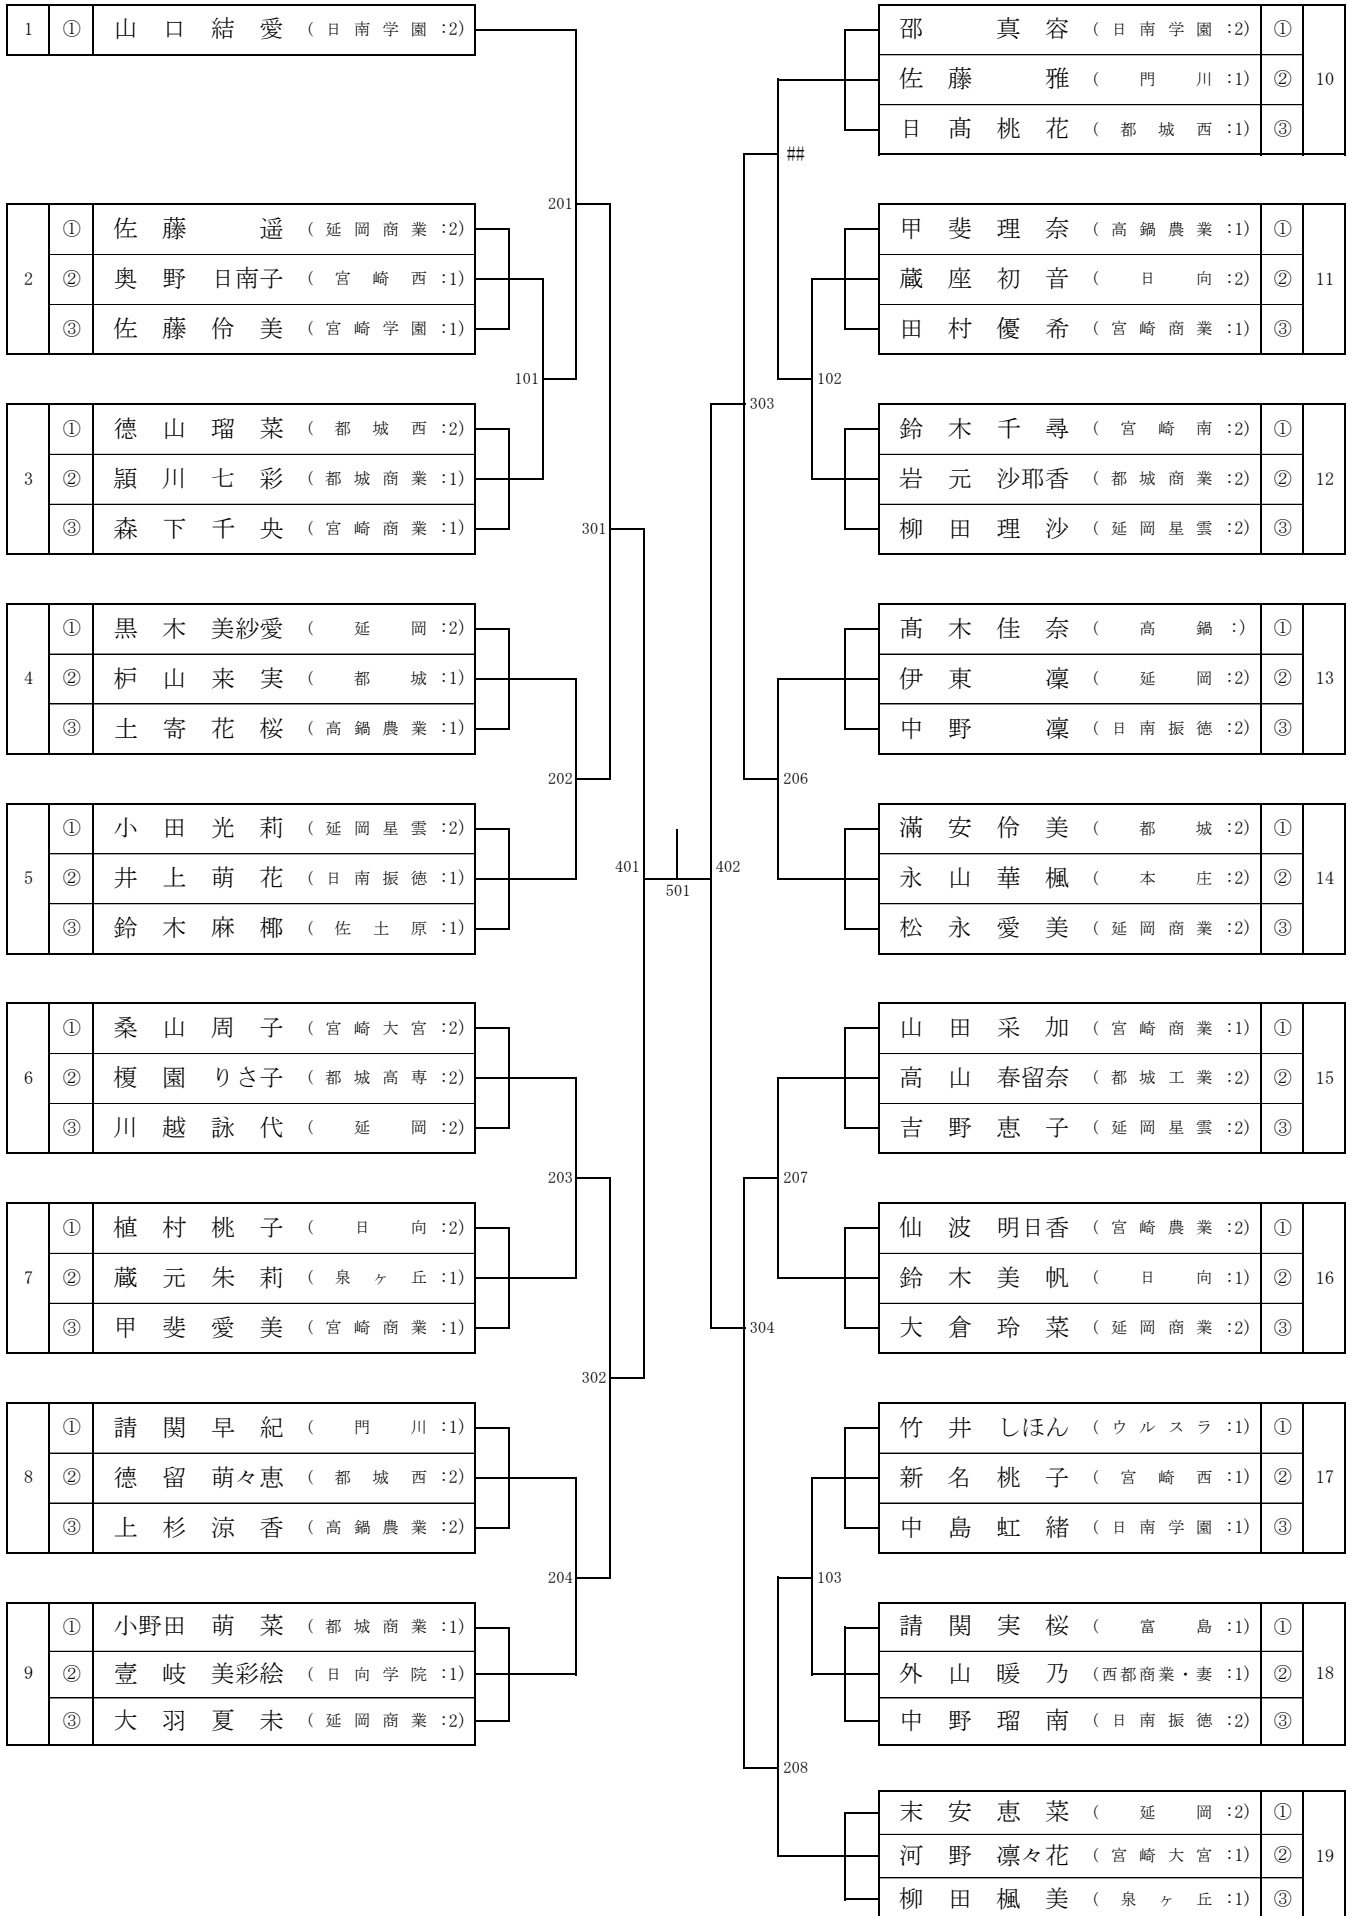 1 ① 山口結愛 (日南学園:2)
201
2
① 佐藤 遥 (延岡商業:2)
② 奥野日南子 (宮崎西:1)
③ 佐藤伶美 (宮崎学園:1)
101
3
① 德山瑠菜 (都城西:2)
② 頴川七彩 (都城商業:1)
③ 森下千央 (宮崎商業:1)
301
4
① 黒木美紗愛 (延岡:2)
② 枦山来実 (都城:1)
③ 土寄花桜 (高鍋農業:1)
202
5
① 小田光莉 (延岡星雲:2)
② 井上萌花 (日南振徳:1)
③ 鈴木麻椰 (佐土原:1)
401
501
402
6
① 桑山周子 (宮崎大宮:2)
② 榎園りさ子 (都城高専:2)
③ 川越詠代 (延岡:2)
203
7
① 植村桃子 (日向:2)
② 蔵元朱莉 (泉ヶ丘:1)
③ 甲斐愛美 (宮崎商業:1)
302
8
① 請関早紀 (門川:1)
② 德留萌々恵 (都城西:2)
③ 上杉涼香 (高鍋農業:2)
204
9
① 小野田萌菜 (都城商業:1)
② 壹岐美彩絵 (日向学院:1)
③ 大羽夏未 (延岡商業:2)
邵 真容 (日南学園:2) ①
佐藤 雅 (門川:1) ②
日髙桃花 (都城西:1) ③
10
##
甲斐理奈 (高鍋農業:1) ①
蔵座初音 (日向:2) ②
田村優希 (宮崎商業:1) ③
11
102
303
鈴木千尋 (宮崎南:2) ①
岩元沙耶香 (都城商業:2) ②
柳田理沙 (延岡星雲:2) ③
12
髙木佳奈 (高鍋:) ①
伊東 凜 (延岡:2) ②
中野 凜 (日南振徳:2) ③
13
206
滿安伶美 (都城:2) ①
永山華楓 (本庄:2) ②
松永愛美 (延岡商業:2) ③
14
山田采加 (宮崎商業:1) ①
高山春留奈 (都城工業:2) ②
吉野恵子 (延岡星雲:2) ③
15
207
仙波明日香 (宮崎農業:2) ①
鈴木美帆 (日向:1) ②
大倉玲菜 (延岡商業:2) ③
16
304
竹井しほん (ウルスラ:1) ①
新名桃子 (宮崎西:1) ②
中島虹緒 (日南学園:1) ③
17
103
請関実桜 (富島:1) ①
外山暖乃 (西都商業・妻:1) ②
中野瑠南 (日南振徳:2) ③
18
208
末安恵菜 (延岡:2) ①
河野凛々花 (宮崎大宮:1) ②
柳田楓美 (泉ヶ丘:1) ③
19